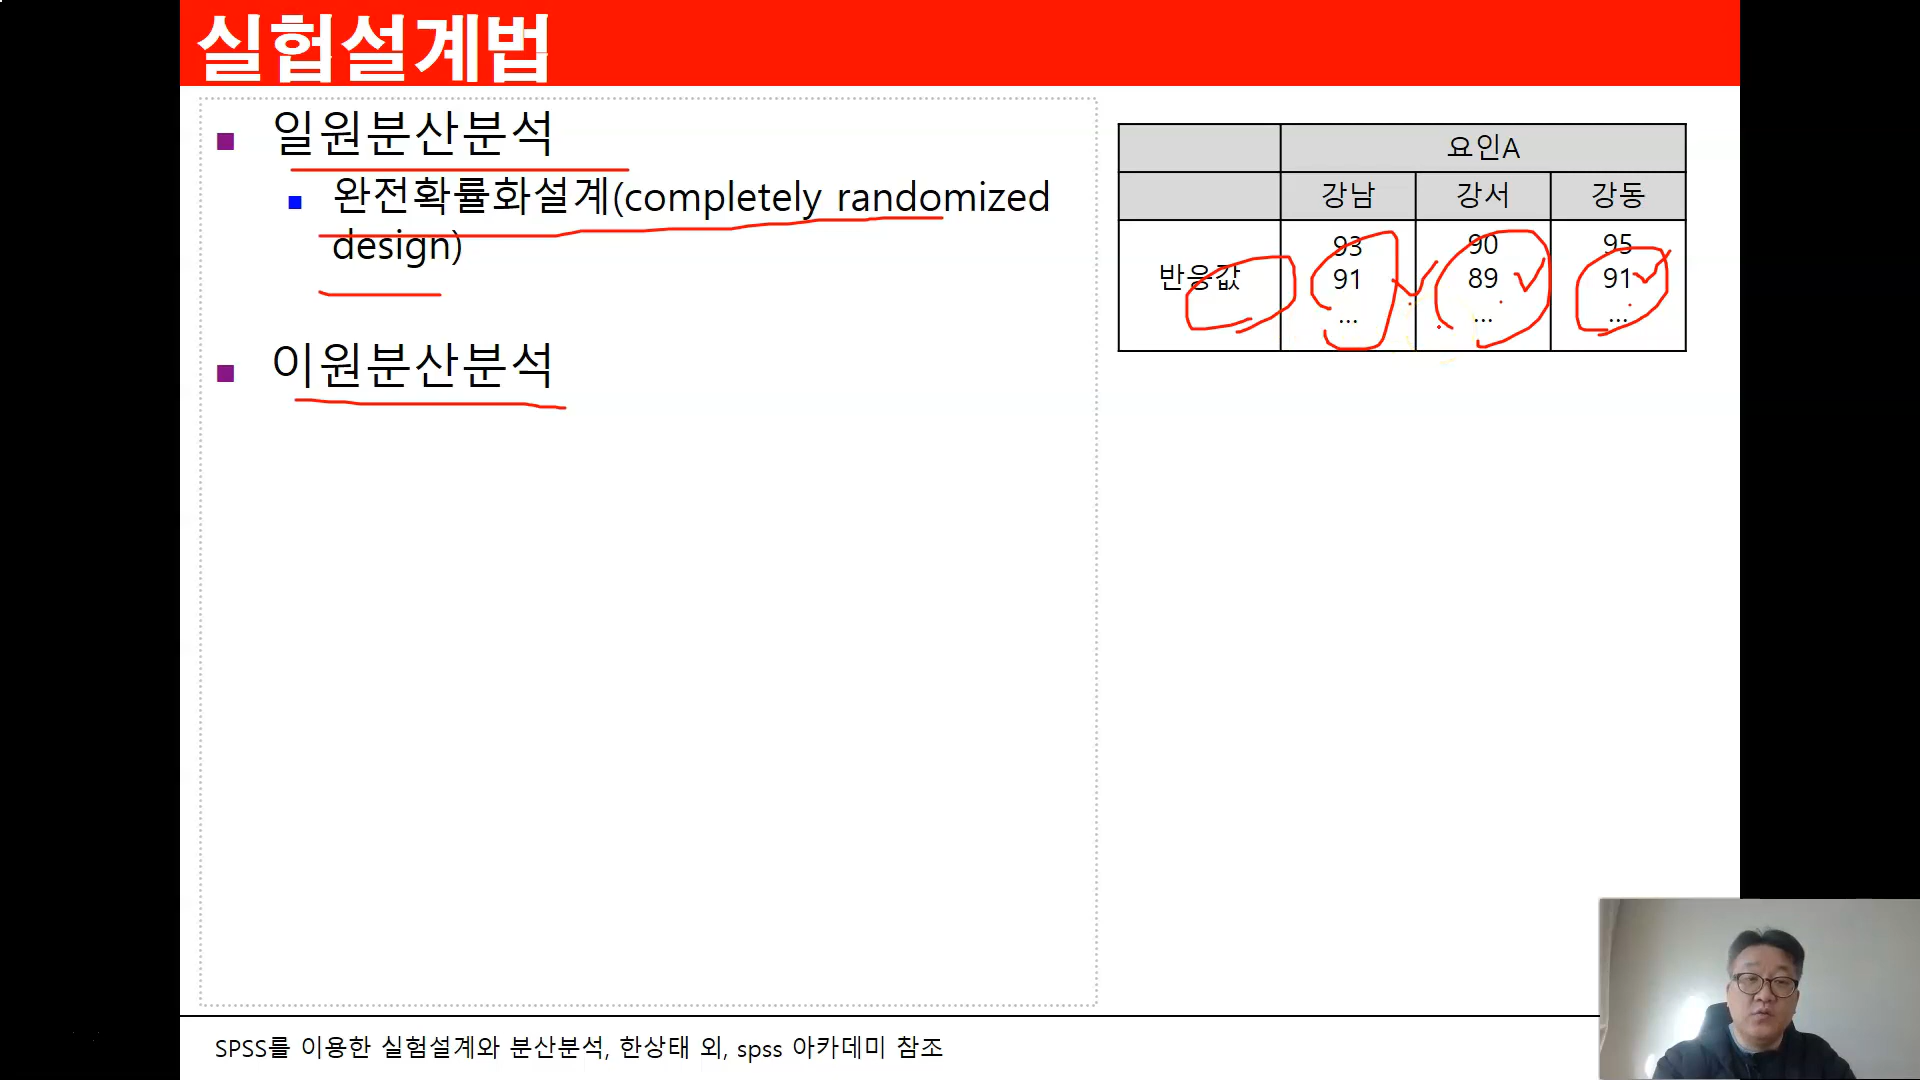 실험설계법
일원분산분석
완전확률화설계(completely randomized
design)
이원분산분석
요인A
강남 강서 강동
반응값
93 90 95
91 89 91
... ... ...
SPSS를 이용한 실험설계와 분산분석, 한상태 외, spss 아카데미 참조